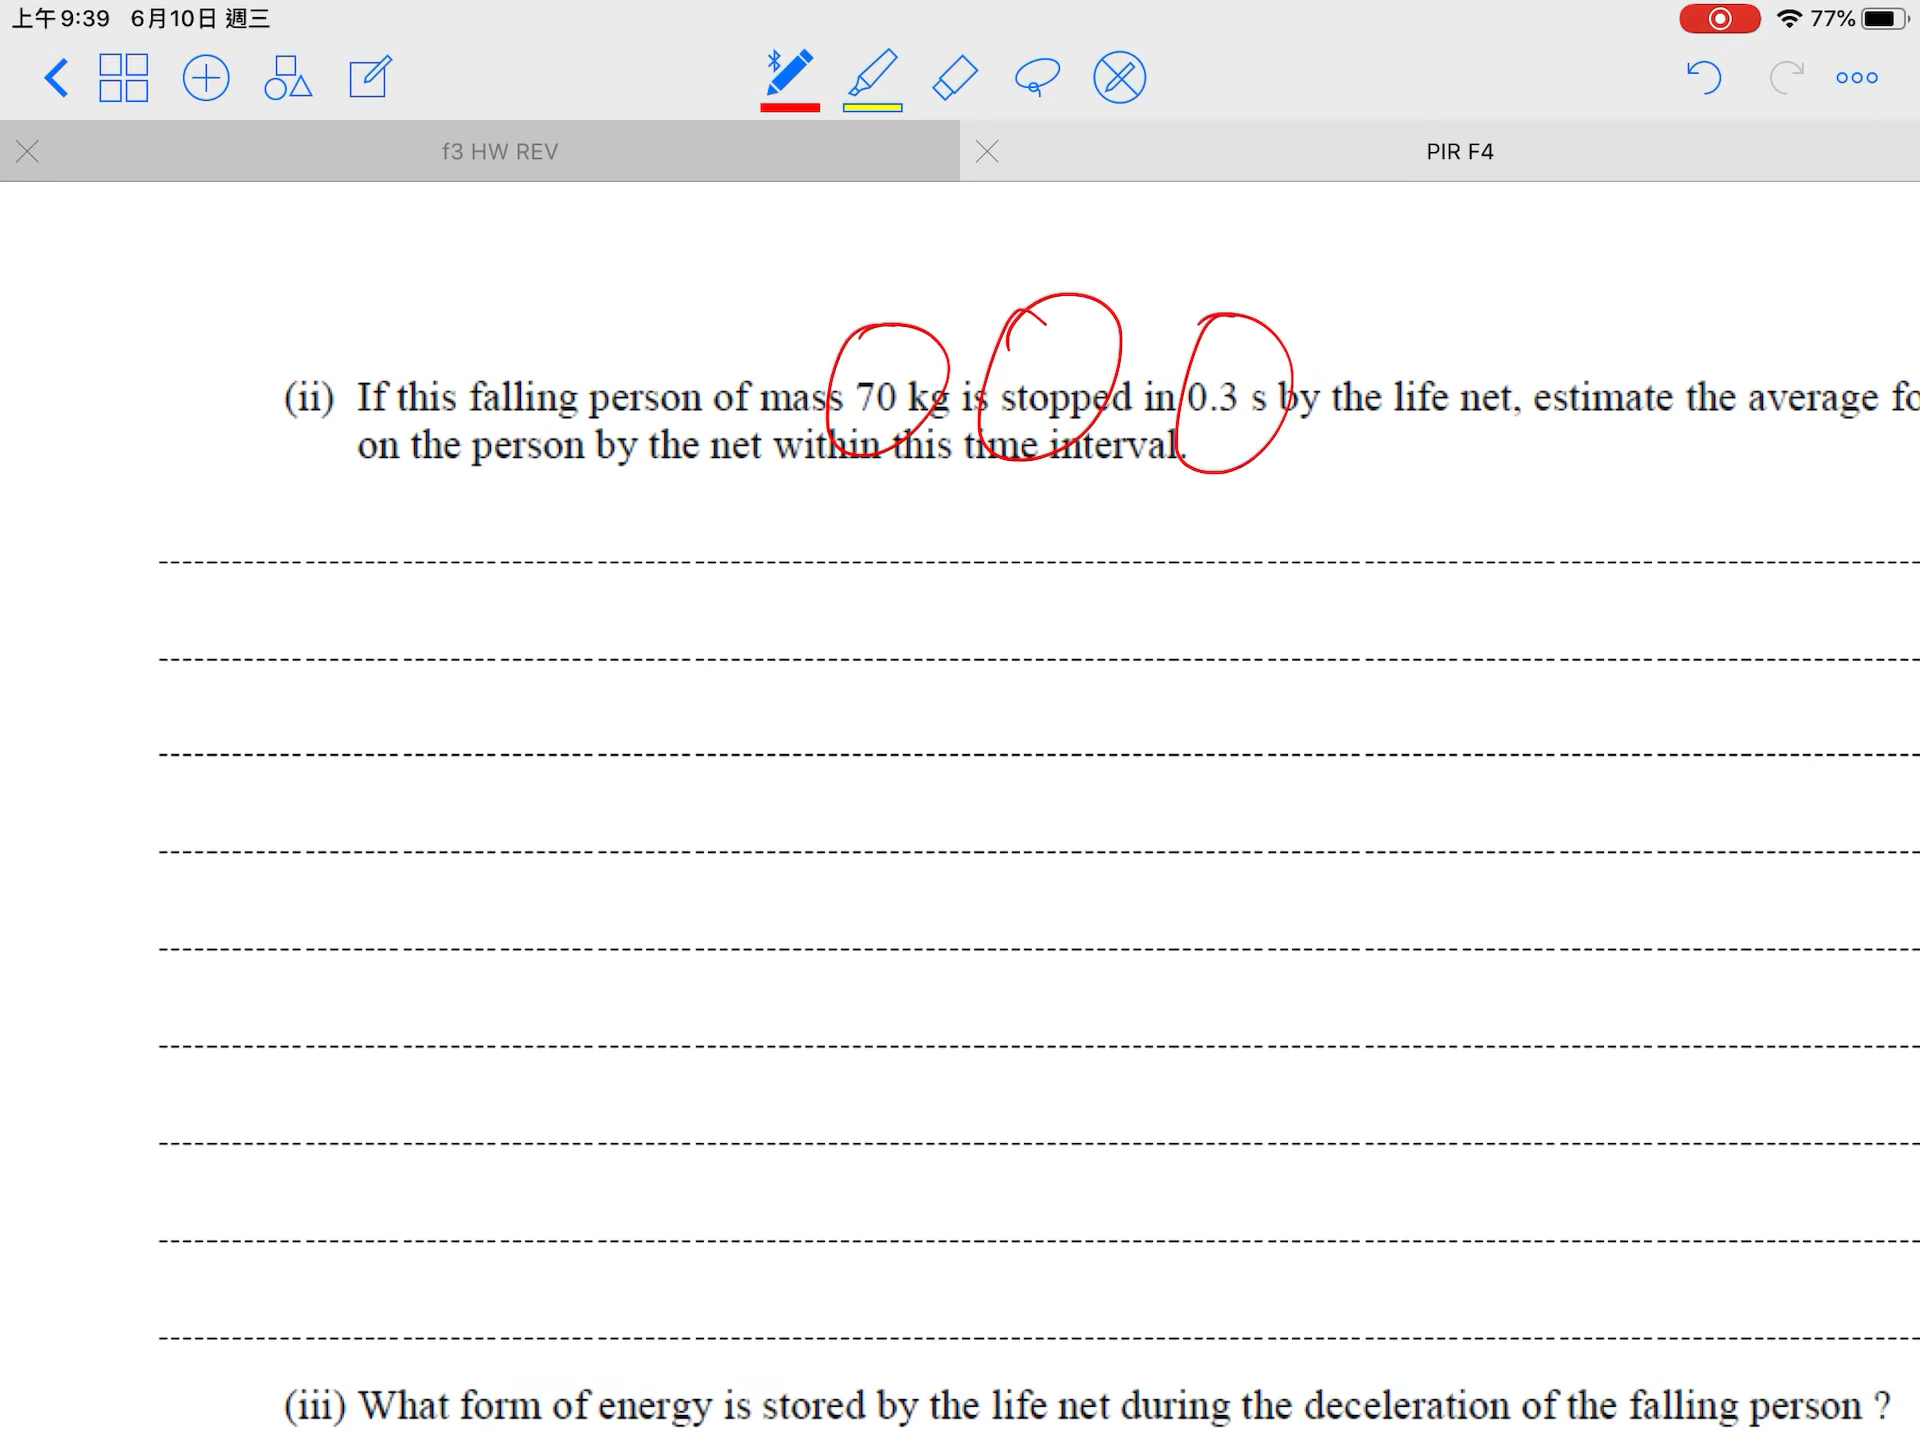 上午9:39 6月10日 週三
77%
f3 HW REV
PIR F4
(ii) If this falling person of mass 70 kg is stopped in 0.3 s by the life net, estimate the average fo
on the person by the net within this time interval.
(iii) What form of energy is stored by the life net during the deceleration of the falling person ?